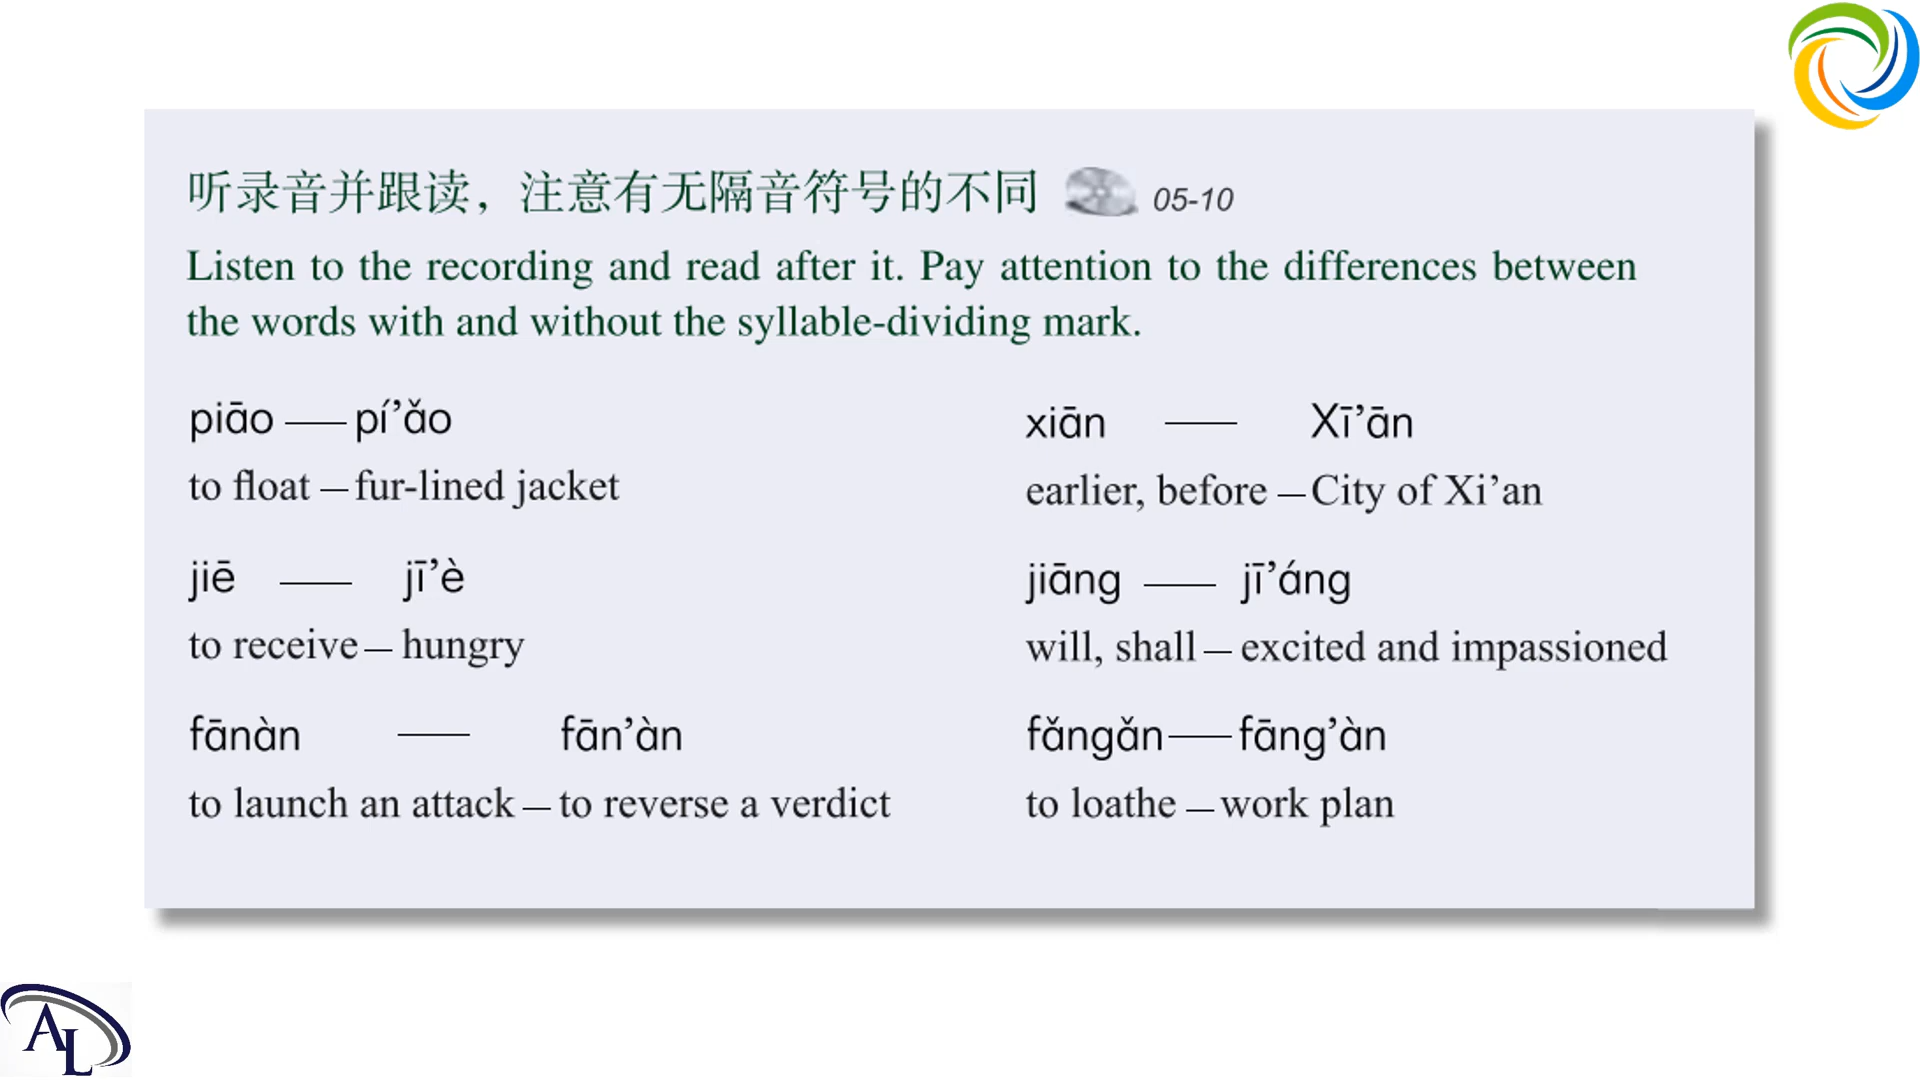 听录音并跟读，注意有无隔音符号的不同 05-10
Listen to the recording and read after it. Pay attention to the differences between
the words with and without the syllable-dividing mark.
piāo — pí’ǎo
to float – fur-lined jacket
xiān — Xī’ān
earlier, before – City of Xi’an
jiē — jī’è
to receive – hungry
jiāng — jī’áng
will, shall – excited and impassioned
fānàn — fān’àn
to launch an attack – to reverse a verdict
fǎngǎn — fāng’àn
to loathe – work plan
AL